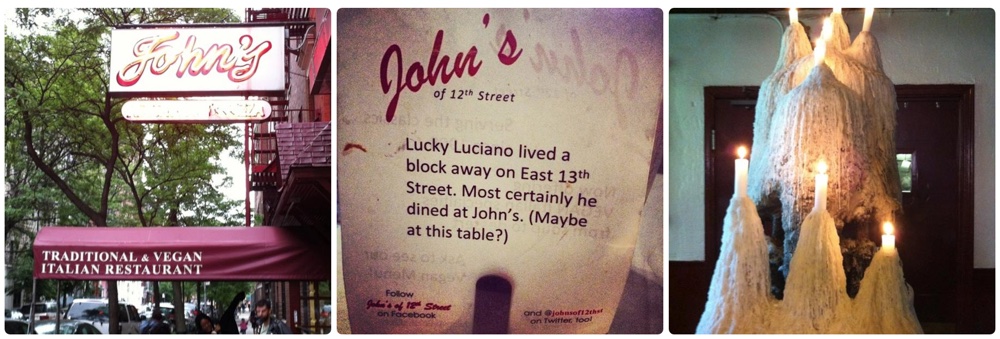 John's
TRADITIONAL & VEGAN
ITALIAN RESTAURANT
John's
of 12th Street
Lucky Luciano lived a
block away on East 13th
Street. Most certainly he
dined at John's. (Maybe
at this table?)
Follow
John's of 12th Street
on Facebook
and @johnsof12thst
on Twitter, too!